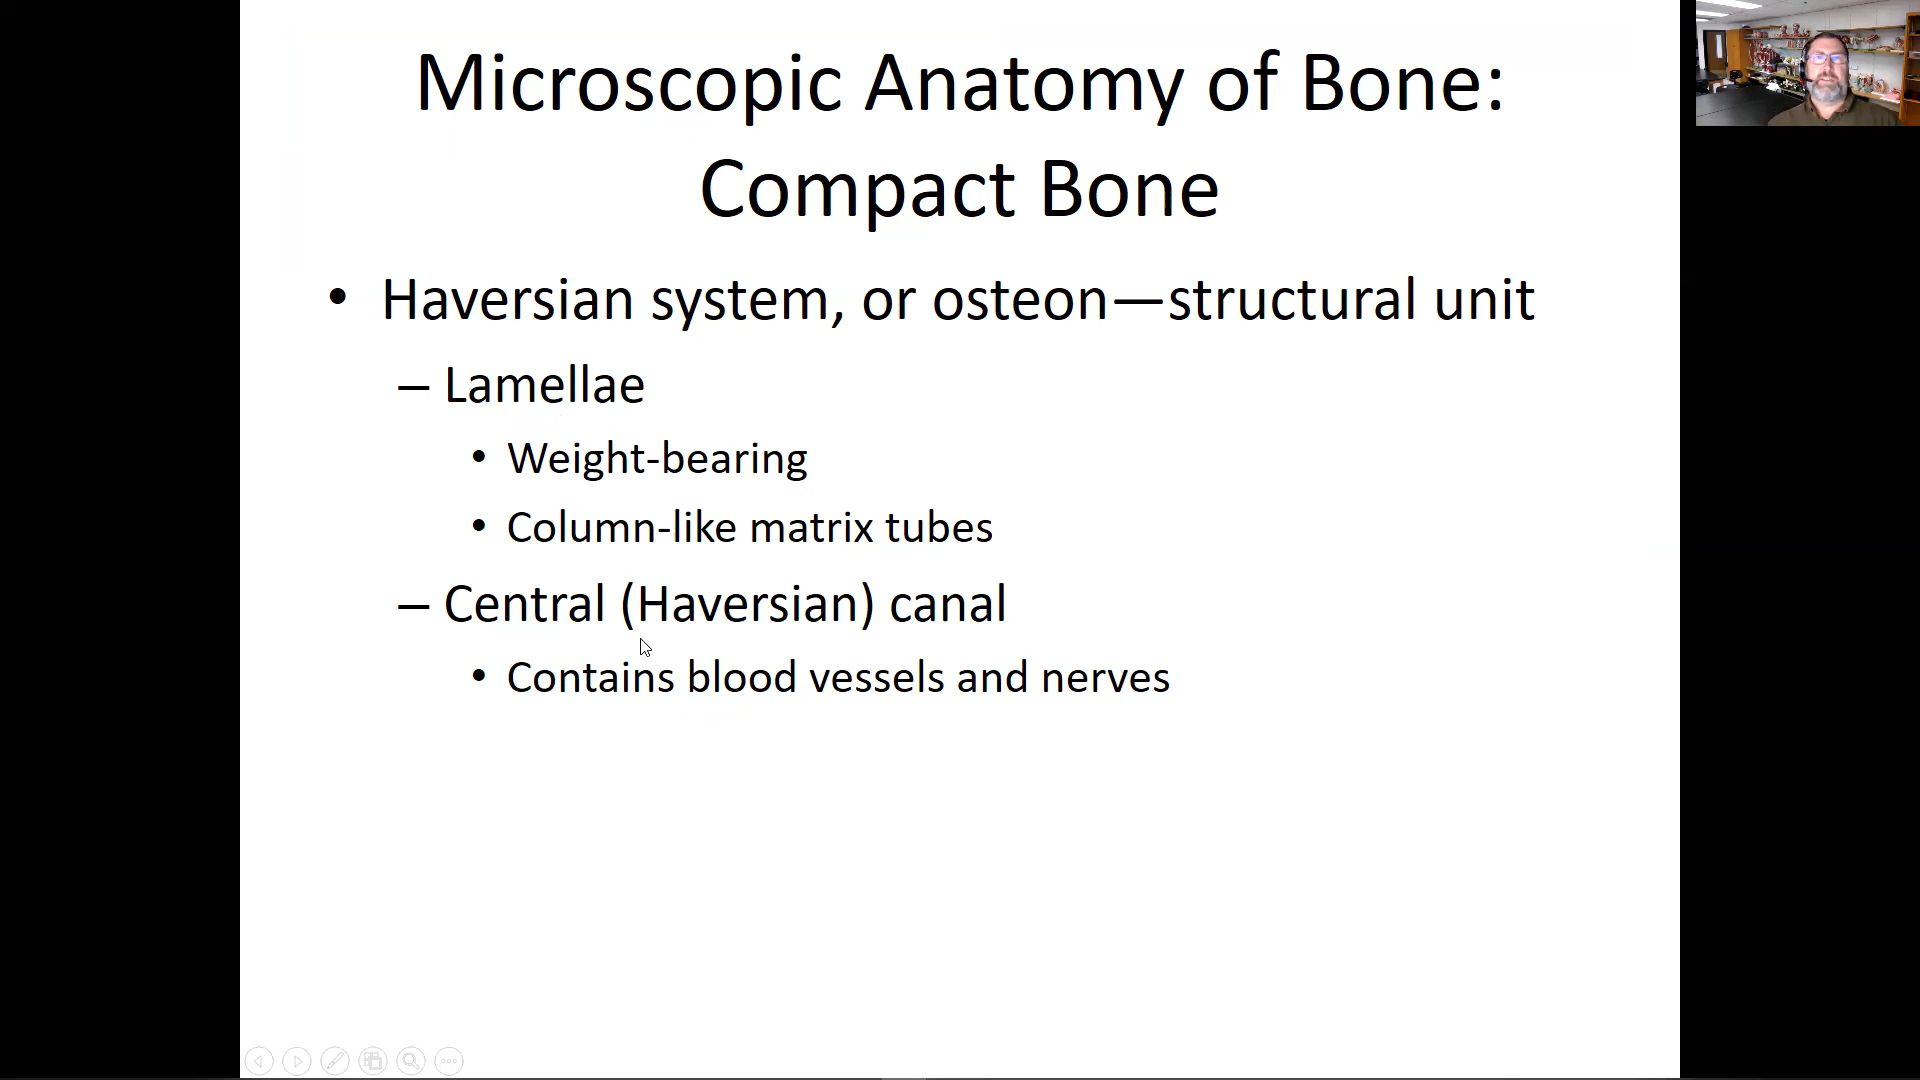 Microscopic Anatomy of Bone:
Compact Bone
• Haversian system, or osteon—structural unit
– Lamellae
• Weight-bearing
• Column-like matrix tubes
– Central (Haversian) canal
• Contains blood vessels and nerves